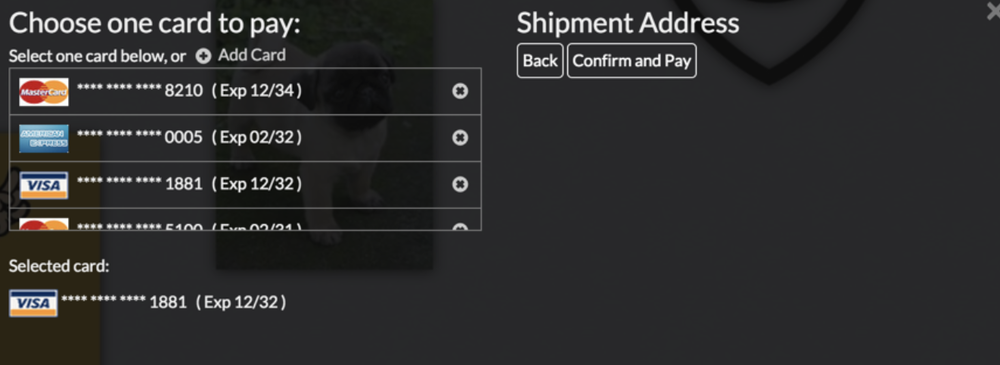 Choose one card to pay:
Select one card below, or Add Card
MasterCard **** **** **** 8210 ( Exp 12/34 )
AMERICAN EXPRESS **** **** **** 0005 ( Exp 02/32 )
VISA **** **** **** 1881 ( Exp 12/32 )
**** **** **** 5100 ( Exp 02/31 )
Selected card:
VISA **** **** **** 1881 ( Exp 12/32 )
Shipment Address
Back Confirm and Pay